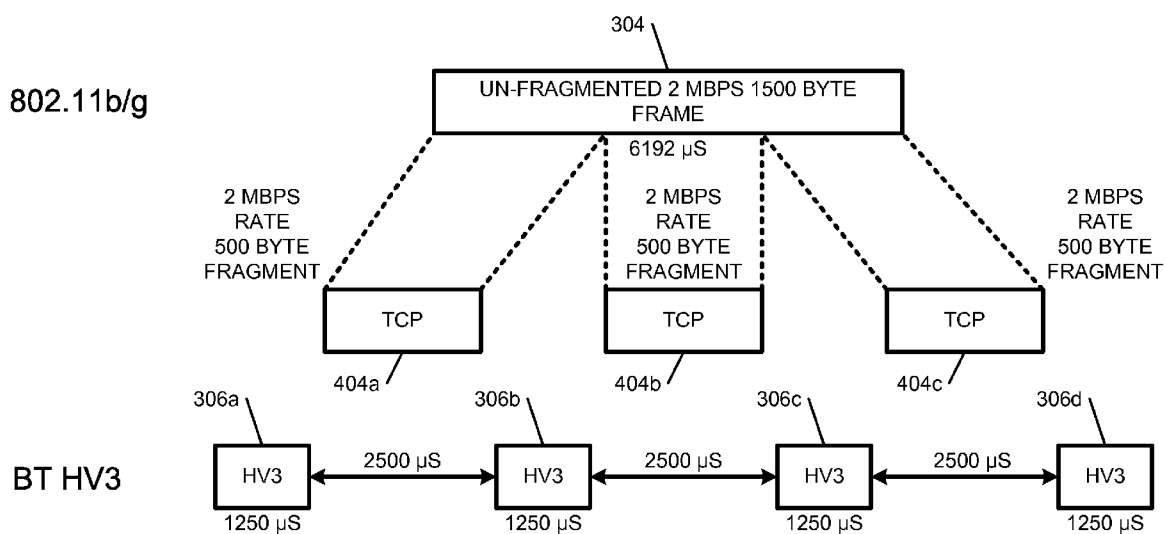 304
802.11b/g
UN-FRAGMENTED 2 MBPS 1500 BYTE
FRAME
6192 µS
2 MBPS
RATE
500 BYTE
FRAGMENT
2 MBPS
RATE
500 BYTE
FRAGMENT
2 MBPS
RATE
500 BYTE
FRAGMENT
TCP
TCP
TCP
404a
404b
404c
306a
306b
306c
306d
BT HV3
HV3
2500 µS
HV3
2500 µS
HV3
2500 µS
HV3
1250 µS
1250 µS
1250 µS
1250 µS